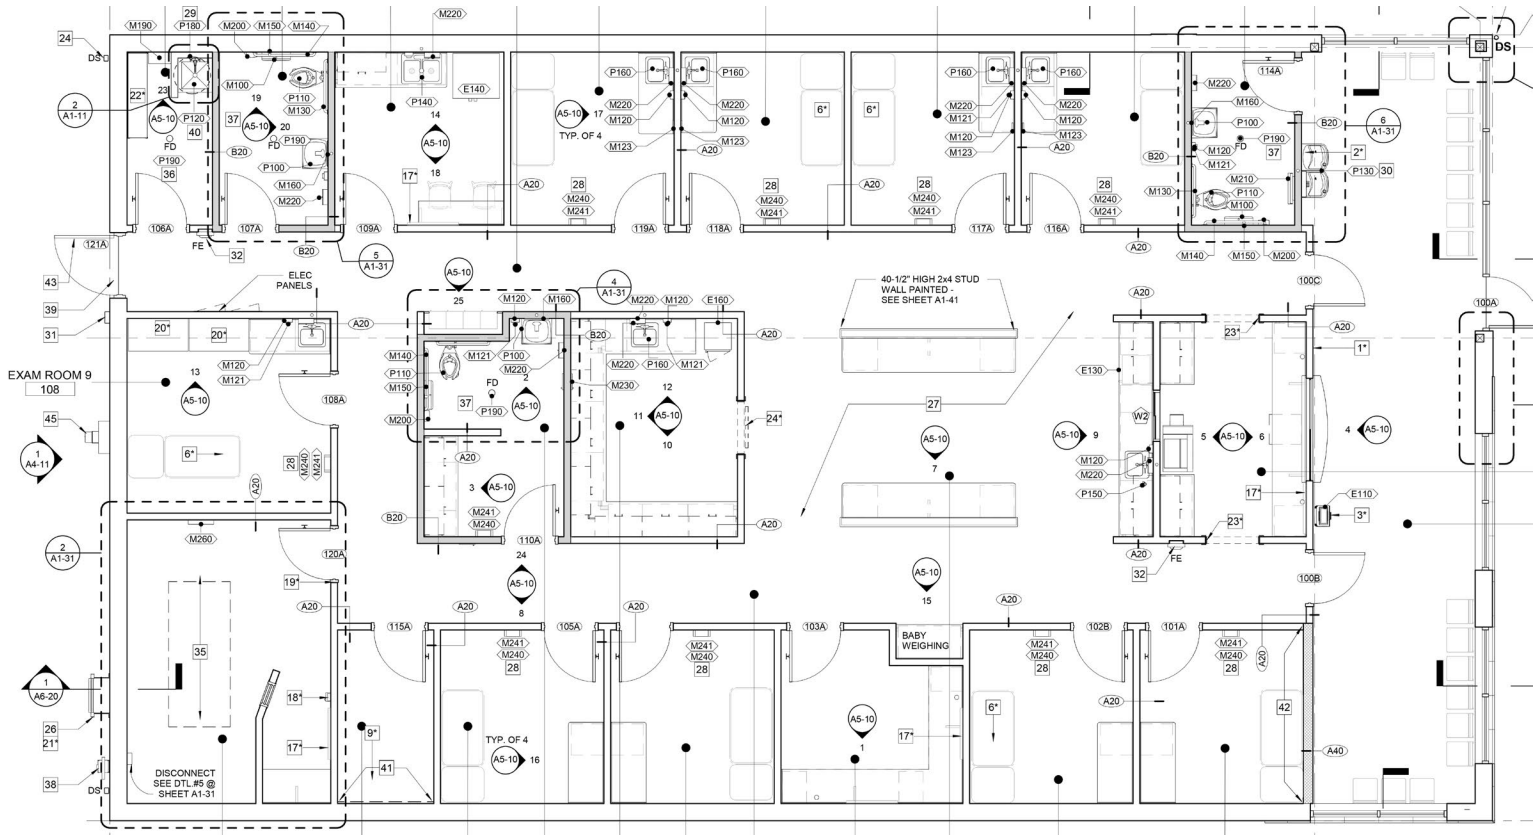 29
M190
P180
M200
M150
M140
M220
24
DS
22*
23
A5-10
2
A1-11
P120
40
M100
P110
M130
19
37
A5-10
20
FD
P190
P100
B20
M160
M220
FD
P190
36
P140
E140
14
A5-10
18
17*
A20
P160
M220
M120
M123
A5-10
17
TYP. OF 4
P160
M220
M120
M123
A20
6*
6*
28
M240
M241
28
M240
M241
A20
P160
M220
M121
M120
M123
P160
M220
M120
M123
A20
28
M240
M241
28
M240
M241
114A
M220
M160
P100
P190
FD
37
B20
B20
M120
M121
M210
P110
M130
M100
M140
M150
M200
6
A1-31
2*
P130
30
DS
106A
107A
109A
119A
118A
117A
116A
A20
121A
FE
32
B20
5
A1-31
43
39
31
ELEC
PANELS
A5-10
25
4
A1-31
40-1/2" HIGH 2x4 STUD
WALL PAINTED -
SEE SHEET A1-41
100C
100A
A20
23*
A20
1*
20*
20*
M120
M121
A20
M120
M160
M140
M121
P100
M220
P110
M150
FD
2
A5-10
37
P190
M200
A20
B20
M220
M120
E160
A20
M220
P160
M121
M230
12
11
A5-10
10
24*
EXAM ROOM 9
108
13
A5-10
108A
45
1
A4-11
6*
28
M240
M241
A20
27
A5-10
7
E130
W2
A5-10
9
M120
M220
P150
5
A5-10
6
4
A5-10
17*
E110
3*
3
A5-10
M241
M240
B20
110A
A20
24
A5-10
8
M260
2
A1-31
120A
19*
A20
23*
A20
32
FE
100B
A5-10
15
35
1
A6-20
26
21*
38
DS
18*
17*
DISCONNECT
SEE DTL.#5 @
SHEET A1-31
A20
115A
A20
105A
A20
103A
BABY
WEIGHING
A20
102B
101A
A20
M241
M240
28
M241
M240
28
M241
M240
28
M241
M240
28
9*
41
TYP. OF 4
A5-10
16
A5-10
1
17*
6*
A20
42
A40